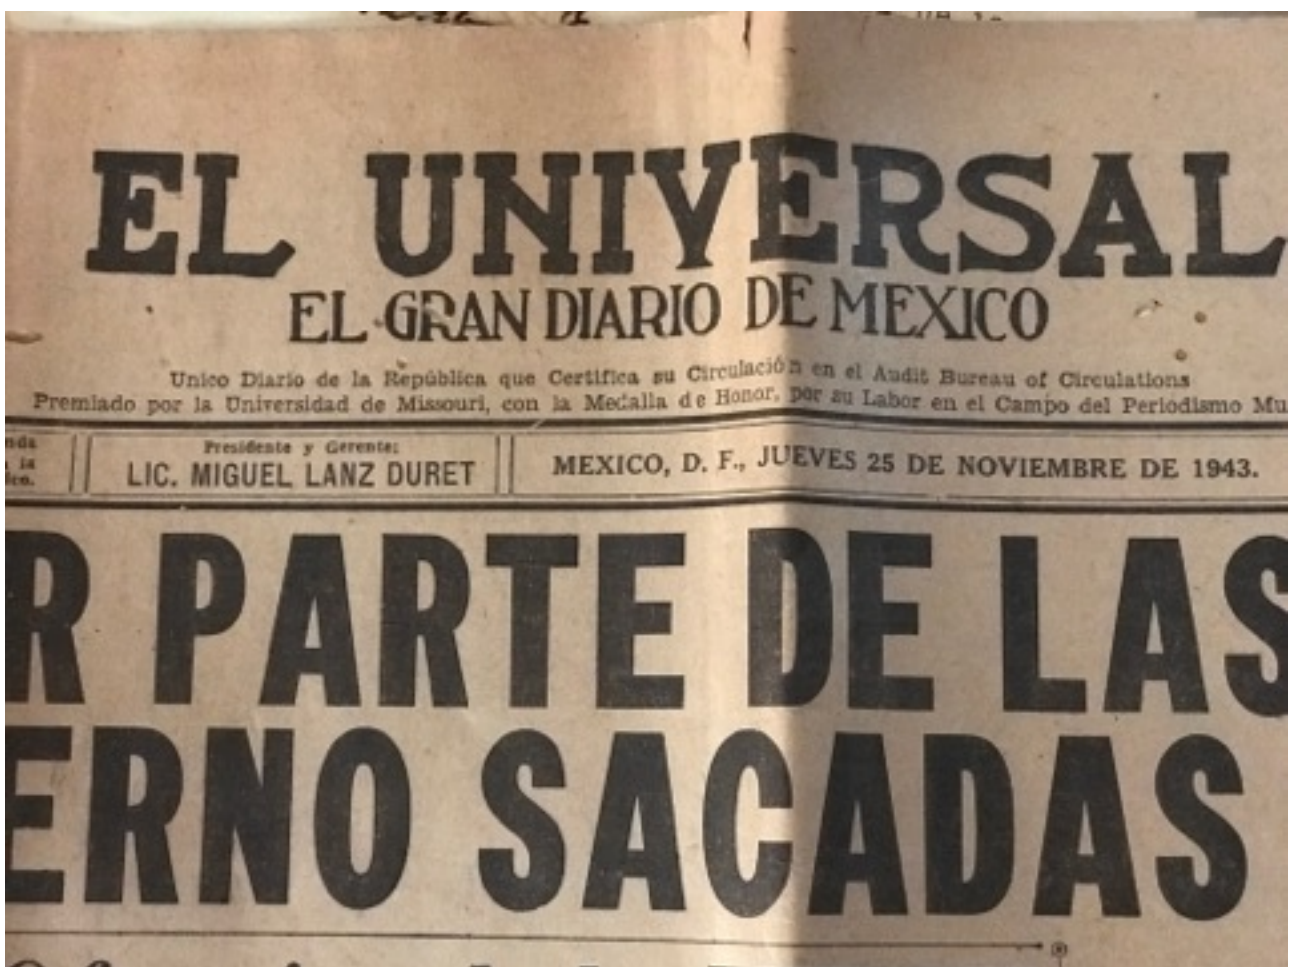 EL UNIVERSAL
EL GRAN DIARIO DE MEXICO
Unico Diario de la República que Certifica su Circulación en el Audit Bureau of Circulations
Premiado por la Universidad de Missouri, con la Medalla de Honor, por su Labor en el Campo del Periodismo Mu
Presidente y Gerente:
LIC. MIGUEL LANZ DURET
MEXICO, D. F., JUEVES 25 DE NOVIEMBRE DE 1943.
R PARTE DE LAS
ERNO SACADAS